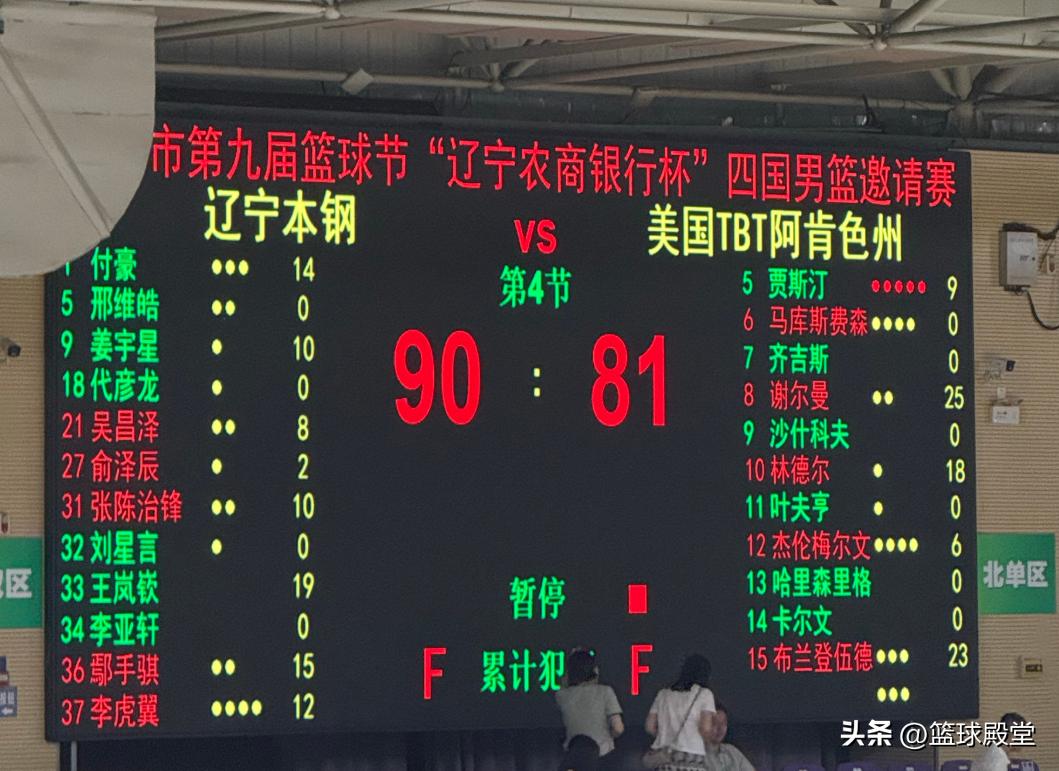 市第九届篮球节“辽宁农商银行杯”四国男篮邀请赛
辽宁本钢
VS
美国TBT阿肯色州
第4节
90 : 81
付豪 14
5 邢维皓 0
9 姜宇星 10
18 代彦龙 0
21 吴昌泽 8
27 俞泽辰 2
31 张陈治锋 10
32 刘星言 0
33 王岚钦 19
34 李亚轩 0
36 鄢手骐 15
37 李虎翼 12
5 贾斯汀 9
6 马库斯费森 0
7 齐吉斯 0
8 谢尔曼 25
9 沙什科夫 0
10 林德尔 18
11 叶夫亨 0
12 杰伦梅尔文 6
13 哈里森里格 0
14 卡尔文 0
15 布兰登伍德 23
暂停
F 累计犯 F
区
北单区
头条 @篮球殿堂